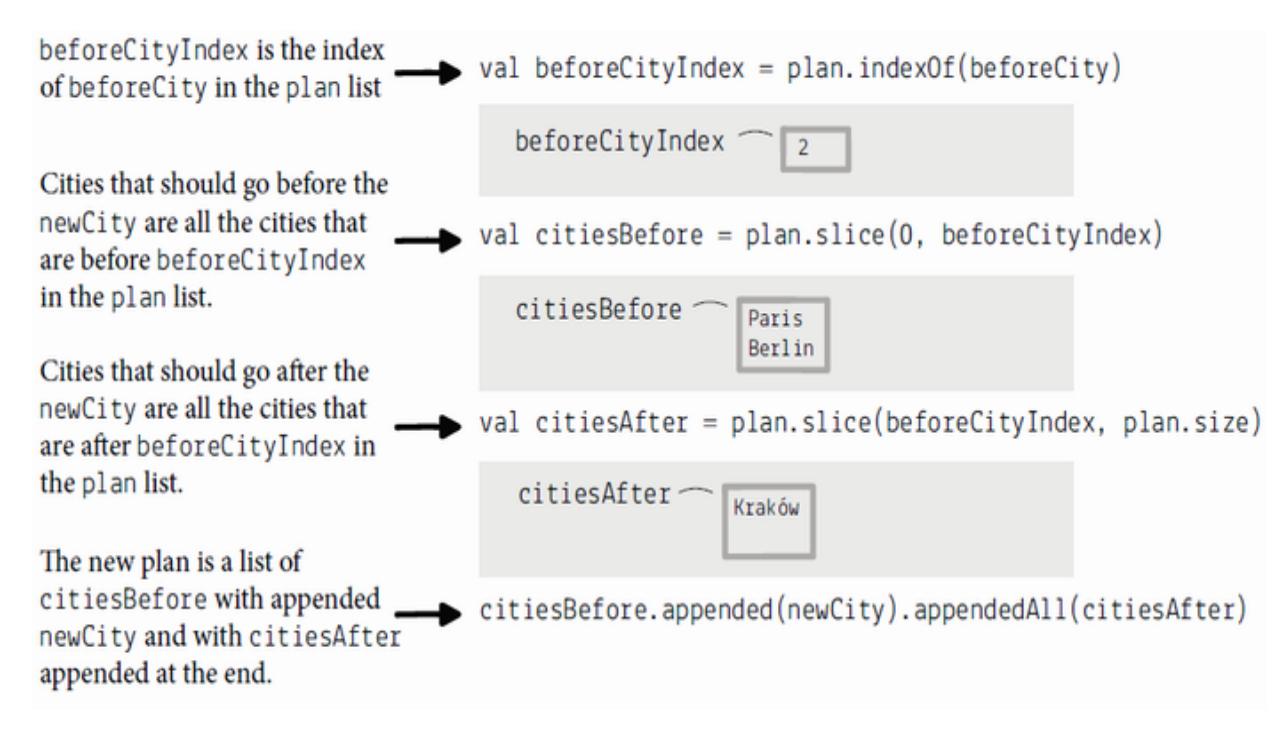 beforeCityIndex is the index
of beforeCity in the plan list
val beforeCityIndex = plan.indexOf(beforeCity)
beforeCityIndex
2
Cities that should go before the
newCity are all the cities that
are before beforeCityIndex
in the plan list.
val citiesBefore = plan.slice(0, beforeCityIndex)
citiesBefore
Paris
Berlin
Cities that should go after the
newCity are all the cities that
are after beforeCityIndex in
the plan list.
val citiesAfter = plan.slice(beforeCityIndex, plan.size)
citiesAfter
Kraków
The new plan is a list of
citiesBefore with appended
newCity and with citiesAfter
appended at the end.
citiesBefore.appended(newCity).appendedAll(citiesAfter)